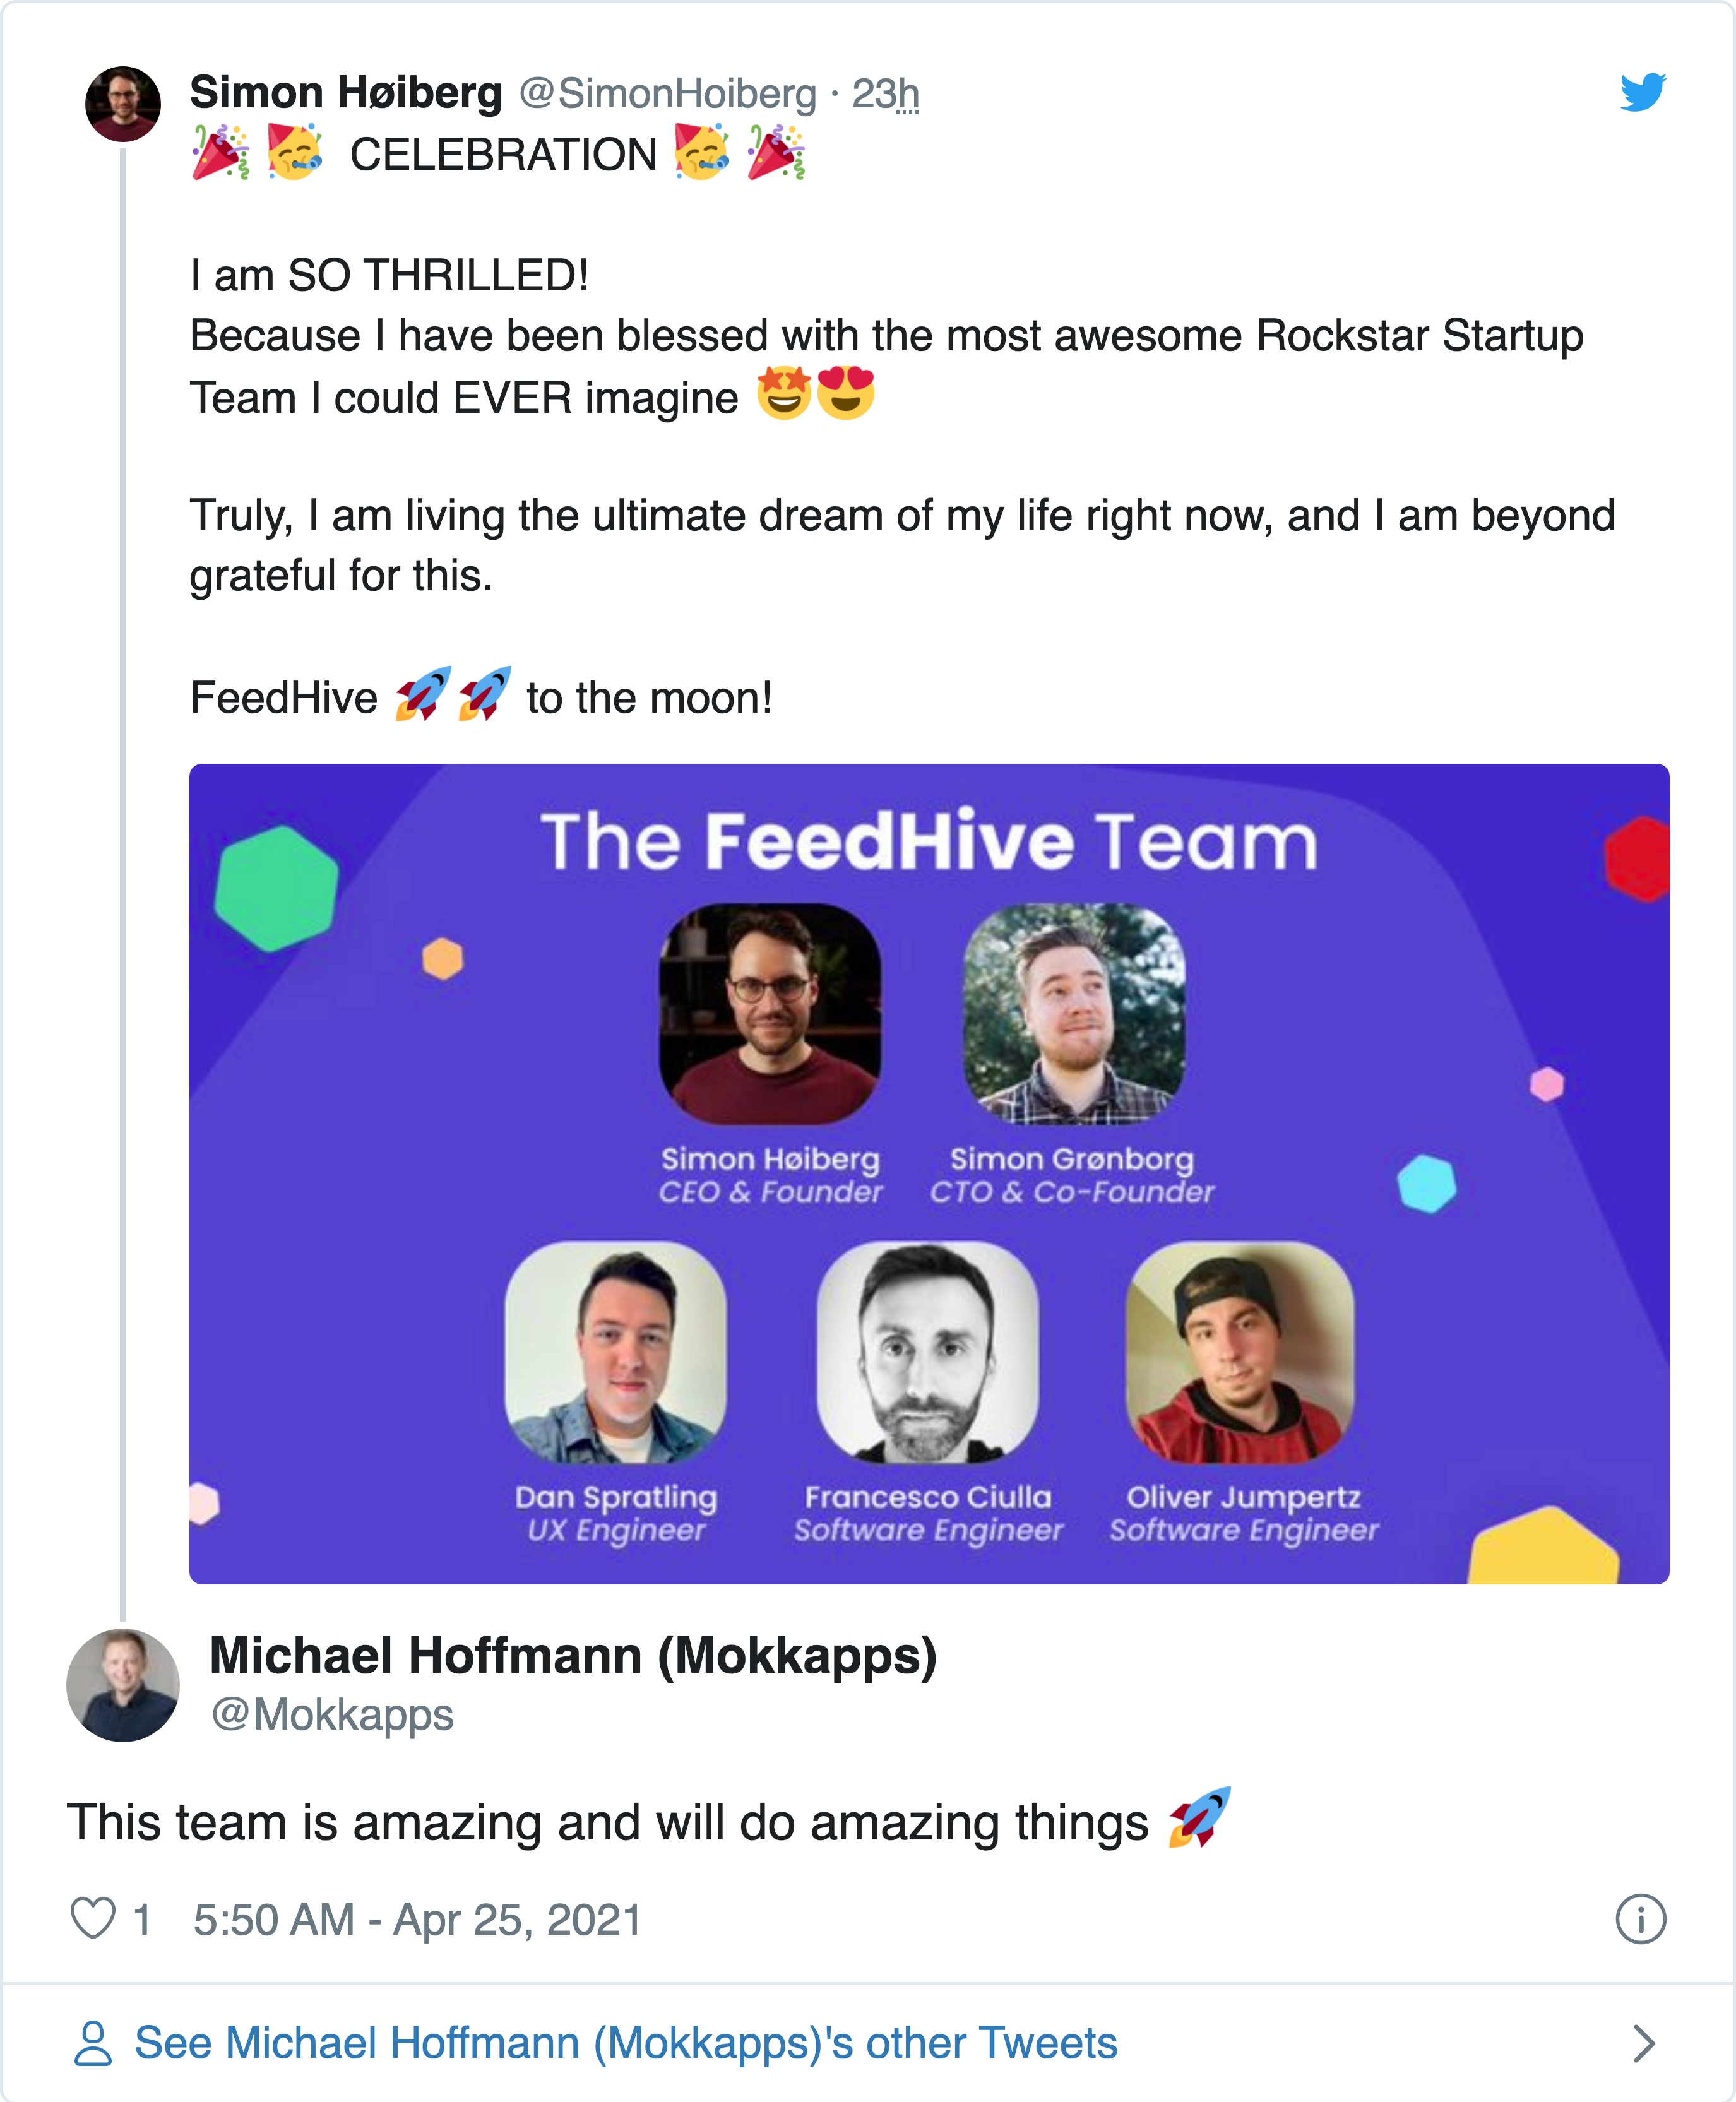 Simon Høiberg @SimonHoiberg · 23h
🎉 🥳 CELEBRATION 🥳 🎉
I am SO THRILLED!
Because I have been blessed with the most awesome Rockstar Startup
Team I could EVER imagine 🤩😍
Truly, I am living the ultimate dream of my life right now, and I am beyond
grateful for this.
FeedHive 🚀🚀 to the moon!
The FeedHive Team
Simon Høiberg
CEO & Founder
Simon Grønborg
CTO & Co-Founder
Dan Spratling
UX Engineer
Francesco Ciulla
Software Engineer
Oliver Jumpertz
Software Engineer
Michael Hoffmann (Mokkapps)
@Mokkapps
This team is amazing and will do amazing things 🚀
1 5:50 AM - Apr 25, 2021
See Michael Hoffmann (Mokkapps)'s other Tweets